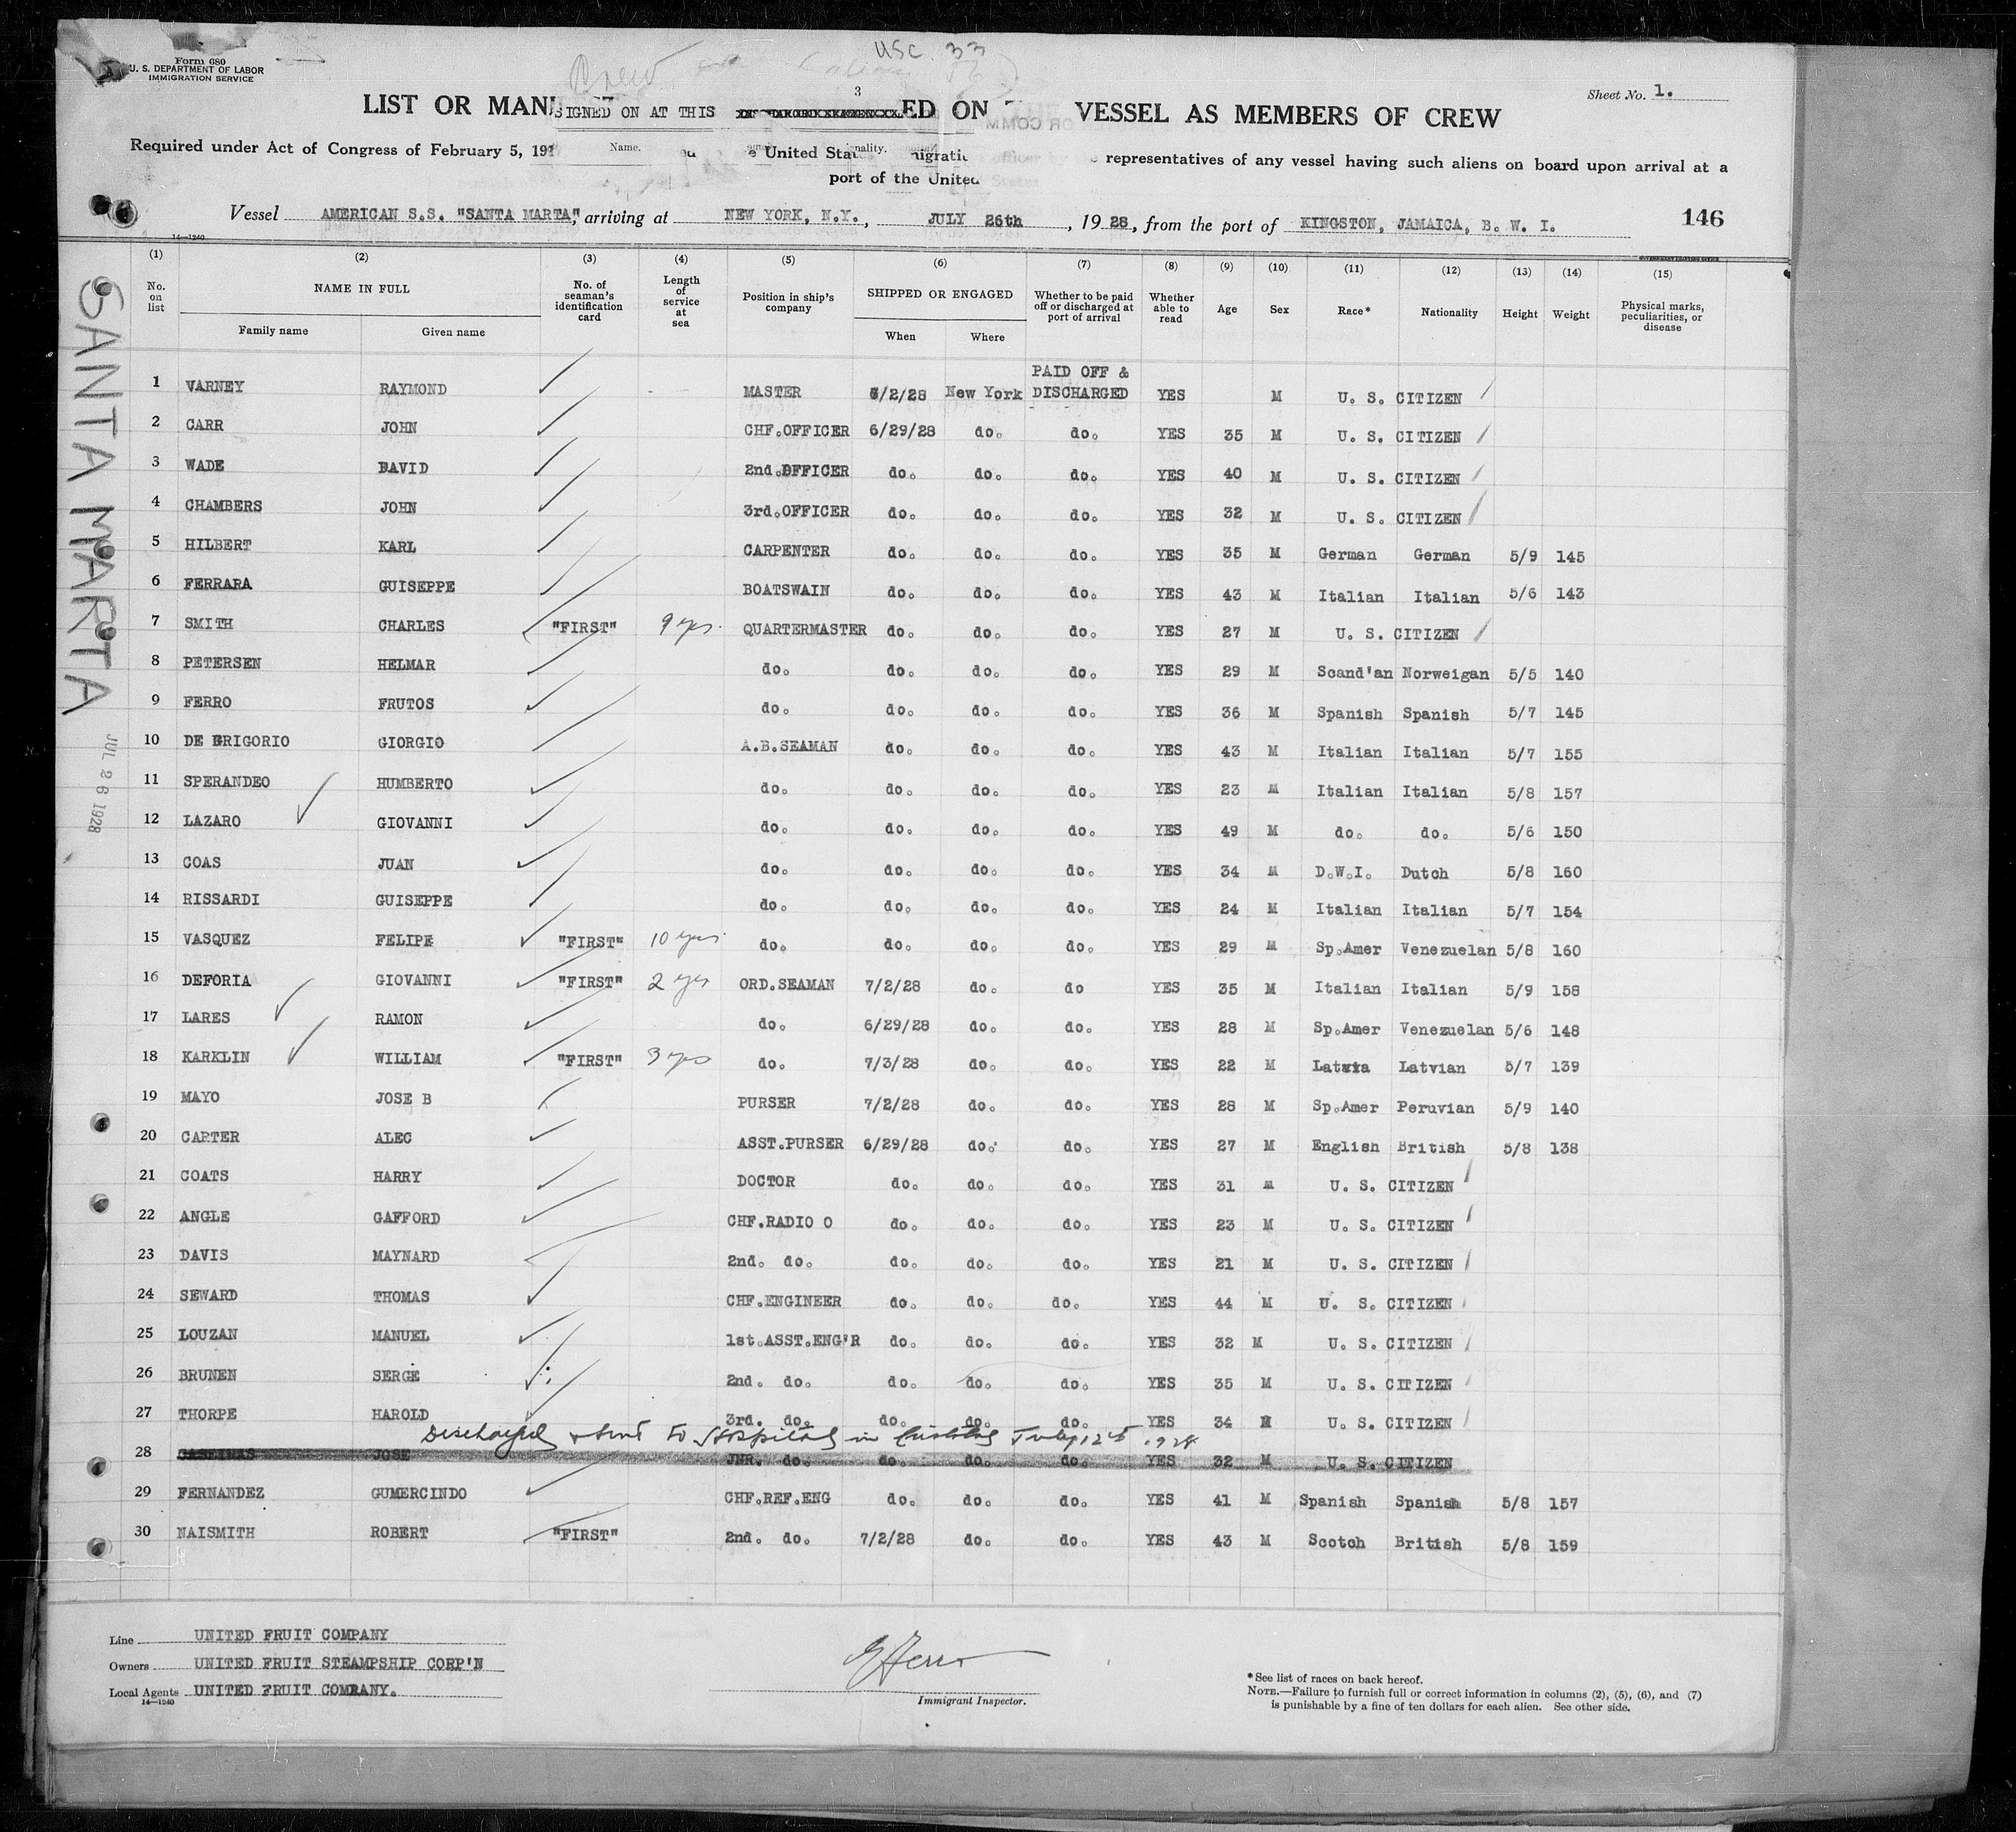 USC 33
Form 680
U. S. DEPARTMENT OF LABOR
IMMIGRATION SERVICE
Crew
3
Sheet No. 1.
LIST OR MANI SIGNED ON AT THIS ED ON T VESSEL AS MEMBERS OF CREW
Required under Act of Congress of February 5, 191 Name. e United Stat nality. migratic officer by representatives of any vessel having such aliens on board upon arrival at a
port of the United States
Vessel AMERICAN S.S. "SANTA MARTA", arriving at NEW YORK, N.Y., JULY 26th, 1928, from the port of KINGSTON, JAMAICA, B. W. I. 146
14—1240
(1) (2) (3) (4) (5) (6) (7) (8) (9) (10) (11) (12) (13) (14) (15)
No. on list NAME IN FULL Family name Given name No. of seaman's identification card Length of service at sea Position in ship's company SHIPPED OR ENGAGED When Where Whether to be paid off or discharged at port of arrival Whether able to read Age Sex Race* Nationality Height Weight Physical marks, peculiarities, or disease
SANTA MARTA
JUL 26 1928
1 VARNEY RAYMOND MASTER 6/2/28 New York PAID OFF & DISCHARGED YES M U. S. CITIZEN
2 CARR JOHN CHF.OFFICER 6/29/28 do. do. YES 35 M U. S. CITIZEN
3 WADE DAVID 2nd.OFFICER do. do. do. YES 40 M U. S. CITIZEN
4 CHAMBERS JOHN 3rd.OFFICER do. do. do. YES 32 M U. S. CITIZEN
5 HILBERT KARL CARPENTER do. do. do. YES 35 M German German 5/9 145
6 FERRARA GUISEPPE BOATSWAIN do. do. do. YES 43 M Italian Italian 5/6 143
7 SMITH CHARLES "FIRST" 9 yrs. QUARTERMASTER do. do. do. YES 27 M U. S. CITIZEN
8 PETERSEN HELMAR do. do. do. do. YES 29 M Scand'an Norweigan 5/5 140
9 FERRO FRUTOS do. do. do. do. YES 36 M Spanish Spanish 5/7 145
10 DE GRIGORIO GIORGIO A.B.SEAMAN do. do. do. YES 43 M Italian Italian 5/7 155
11 SPERANDEO HUMBERTO do. do. do. do. YES 23 M Italian Italian 5/8 157
12 LAZARO GIOVANNI do. do. do. do. YES 49 M do. do. 5/6 150
13 COAS JUAN do. do. do. do. YES 34 M D.W.I. Dutch 5/8 160
14 RISSARDI GUISEPPE do. do. do. do. YES 24 M Italian Italian 5/7 154
15 VASQUEZ FELIPE "FIRST" 10 yrs. do. do. do. do. YES 29 M Sp.Amer Venezuelan 5/8 160
16 DEFORIA GIOVANNI "FIRST" 2 yrs ORD.SEAMAN 7/2/28 do. do YES 35 M Italian Italian 5/9 158
17 LARES RAMON do. 6/29/28 do. do. YES 28 M Sp.Amer Venezuelan 5/6 148
18 KARKLIN WILLIAM "FIRST" 3 yrs do. 7/3/28 do. do. YES 22 M Latvia Latvian 5/7 139
19 MAYO JOSE B PURSER 7/2/28 do. do. YES 28 M Sp.Amer Peruvian 5/9 140
20 CARTER ALEC ASST.PURSER 6/29/28 do. do. YES 27 M English British 5/8 138
21 COATS HARRY DOCTOR do. do. do. YES 31 M U. S. CITIZEN
22 ANGLE GAFFORD CHF.RADIO O do. do. do. YES 23 M U. S. CITIZEN
23 DAVIS MAYNARD 2nd. do. do. do. do. YES 21 M U. S. CITIZEN
24 SEWARD THOMAS CHF.ENGINEER do. do. do. YES 44 M U. S. CITIZEN
25 LOUZAN MANUEL 1st.ASST.ENG'R do. do. do. YES 32 M U. S. CITIZEN
26 BRUNEN SERGE 2nd. do. do. do. do. YES 35 M U. S. CITIZEN
27 THORPE HAROLD 3rd. do. do. do. do. YES 34 M U. S. CITIZEN
Discharged & sent to Hospital in Cristobal July 12th 1928
28 JOSE JNR. do. do. do. do. YES 32 M U. S. CITIZEN
29 FERNANDEZ GUMERCINDO CHF.REF.ENG do. do. do. YES 41 M Spanish Spanish 5/8 157
30 NAISMITH ROBERT "FIRST" 2nd. do. 7/2/28 do. do. YES 43 M Scotch British 5/8 159
Line UNITED FRUIT COMPANY
Owners UNITED FRUIT STEAMPSHIP CORP'N
Local Agents UNITED FRUIT COMPANY.
14—1240
Immigrant Inspector.
*See list of races on back hereof.
NOTE.—Failure to furnish full or correct information in columns (2), (5), (6), and (7)
is punishable by a fine of ten dollars for each alien. See other side.